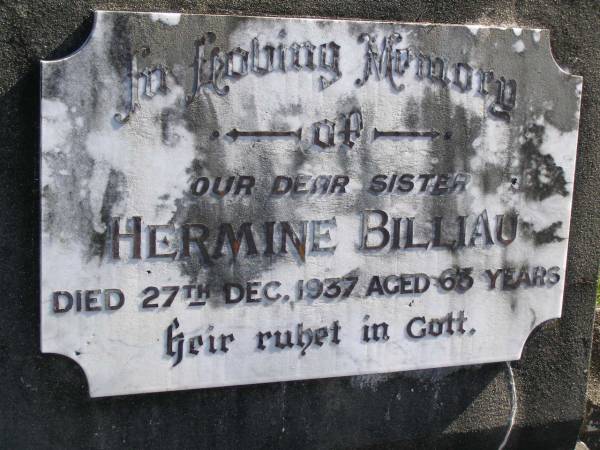 In Loving Memory
of
OUR DEAR SISTER
HERMINE BILLIAU
DIED 27TH DEC. 1937 AGED 63 YEARS
Heir ruhet in Gott.